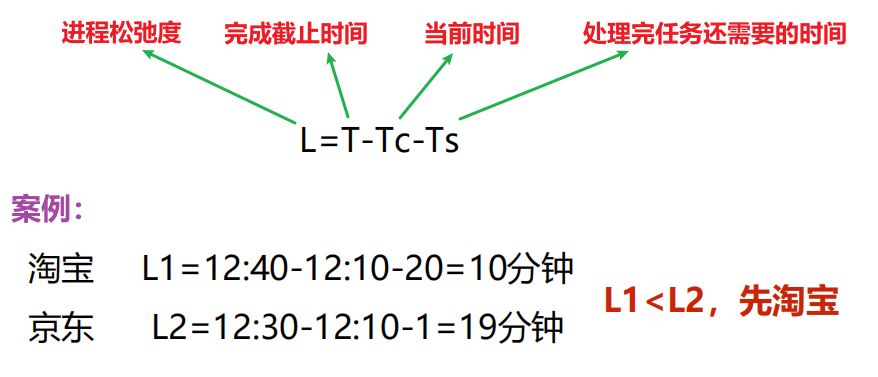 进程松弛度 完成截止时间 当前时间 处理完任务还需要的时间
L=T-Tc-Ts
案例：
淘宝 L1=12:40-12:10-20=10分钟
L1<L2，先淘宝
京东 L2=12:30-12:10-1=19分钟